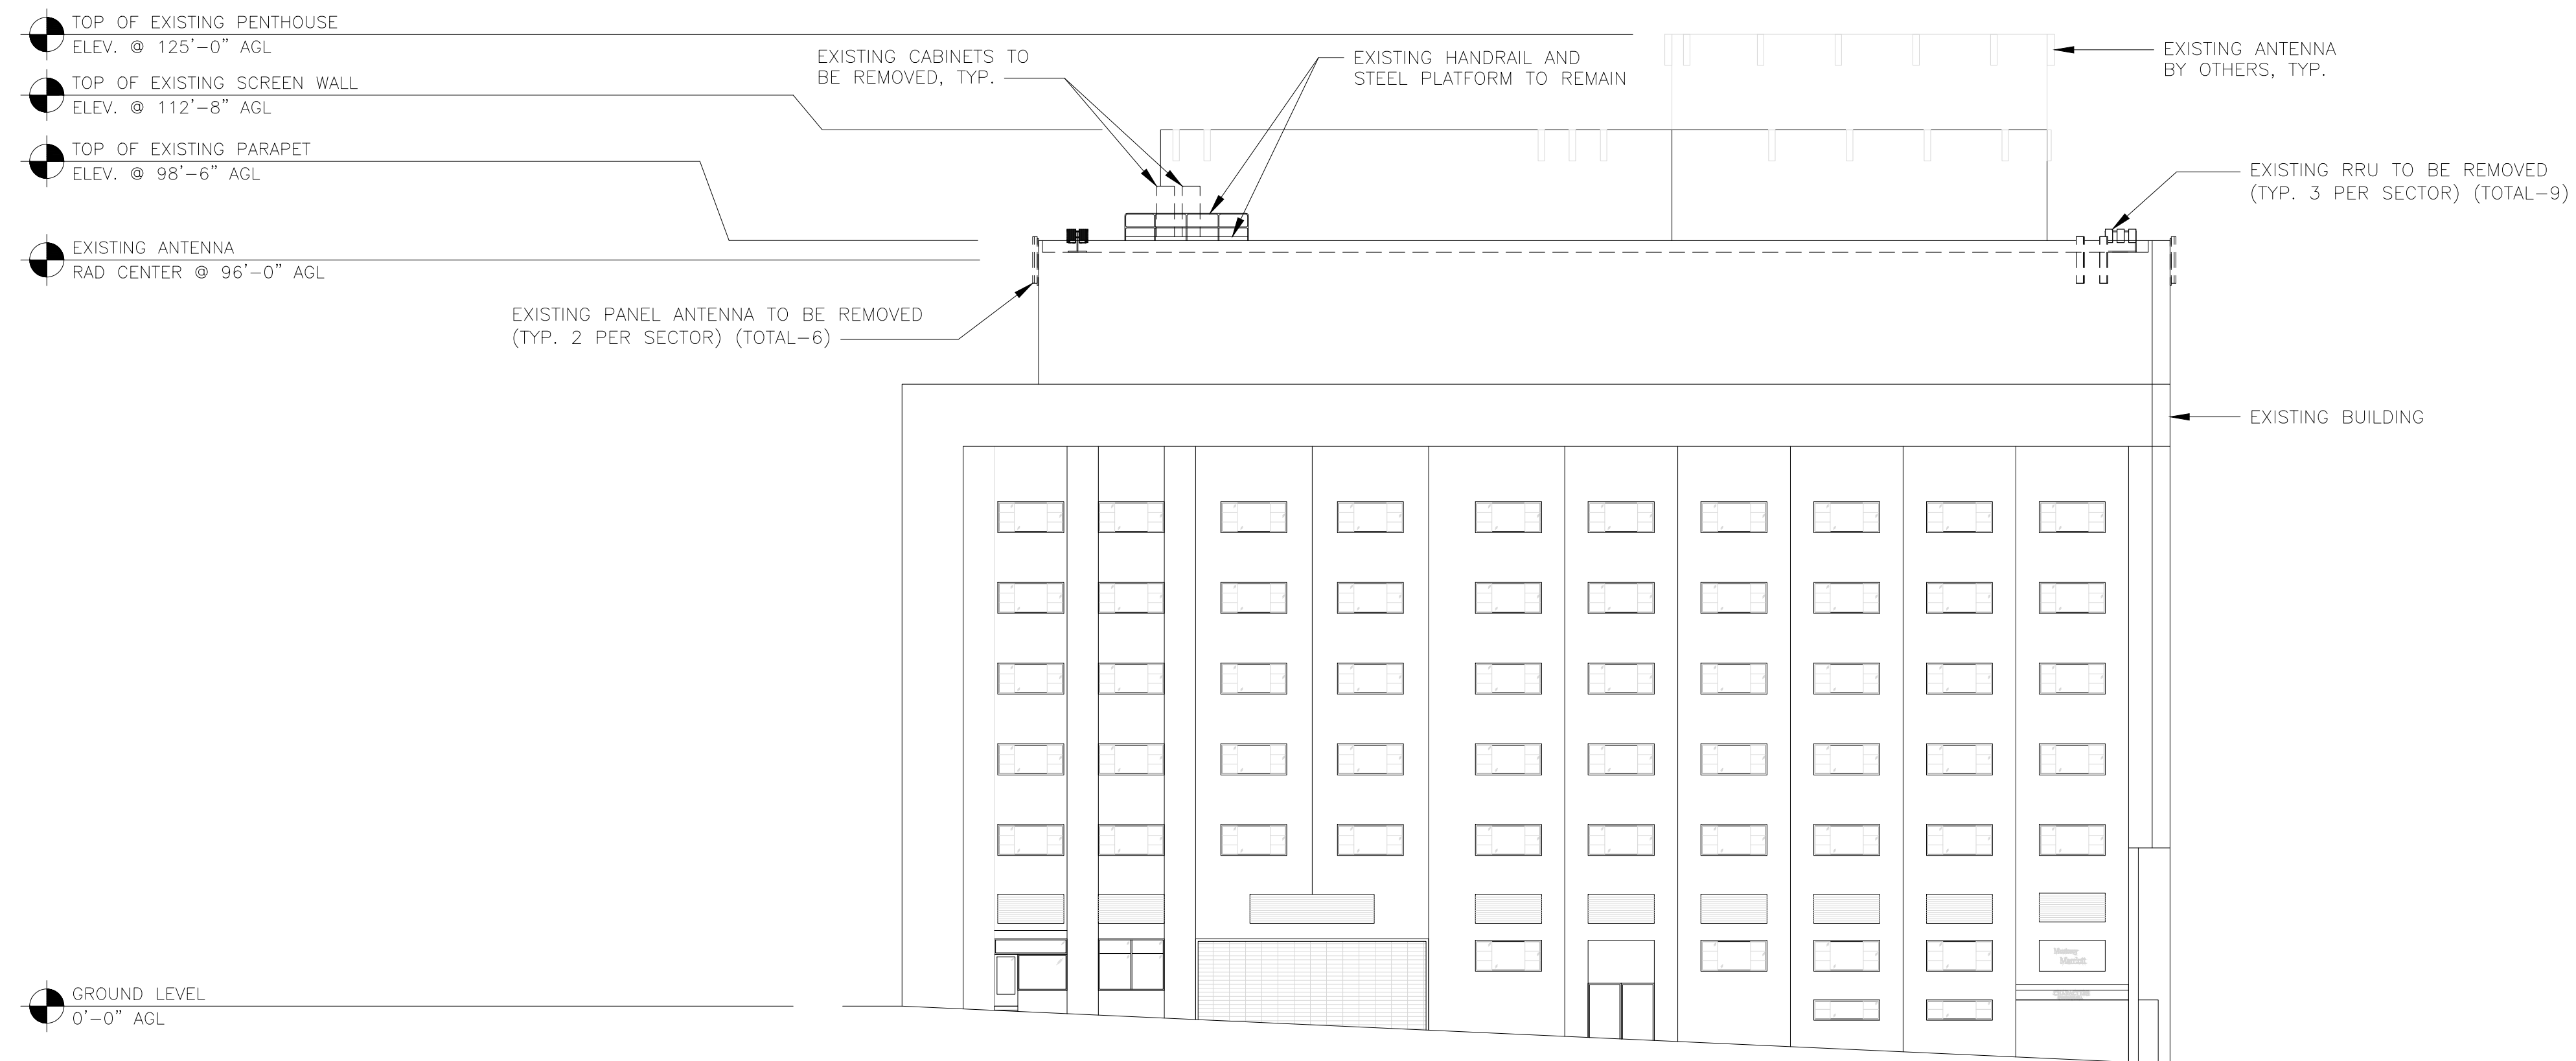 TOP OF EXISTING PENTHOUSE
ELEV. @ 125'-0" AGL
TOP OF EXISTING SCREEN WALL
ELEV. @ 112'-8" AGL
TOP OF EXISTING PARAPET
ELEV. @ 98'-6" AGL
EXISTING ANTENNA
RAD CENTER @ 96'-0" AGL
EXISTING CABINETS TO
BE REMOVED, TYP.
EXISTING HANDRAIL AND
STEEL PLATFORM TO REMAIN
EXISTING ANTENNA
BY OTHERS, TYP.
EXISTING RRU TO BE REMOVED
(TYP. 3 PER SECTOR) (TOTAL-9)
EXISTING PANEL ANTENNA TO BE REMOVED
(TYP. 2 PER SECTOR) (TOTAL-6)
EXISTING BUILDING
GROUND LEVEL
0'-0" AGL